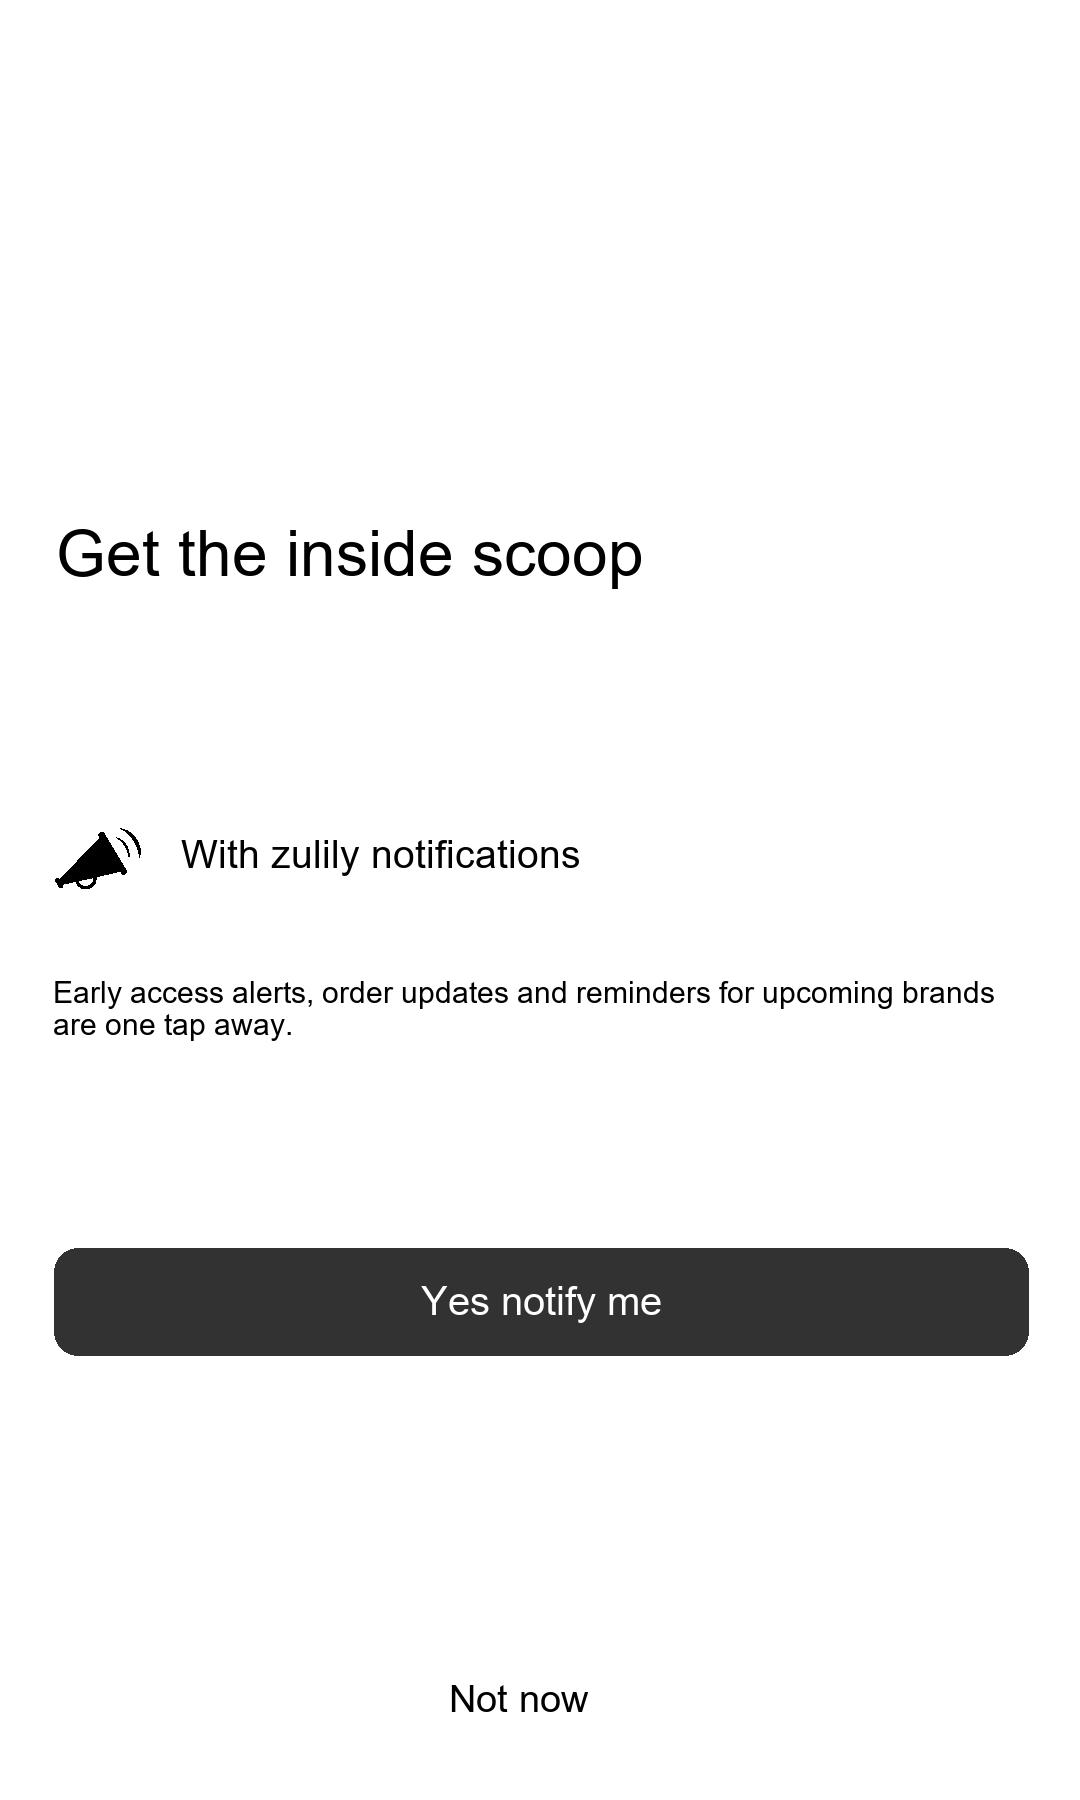 Get the inside scoop
With zulily notifications
Early access alerts, order updates and reminders for upcoming brands
are one tap away.
Yes notify me
Not now